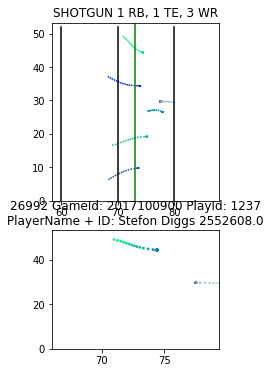 SHOTGUN 1 RB, 1 TE, 3 WR
50
40
30
20
10
0
60 70 80
26992 GameId: 2017100900 PlayId: 1237
PlayerName + ID: Stefon Diggs 2552608.0
40
20
0
70 75